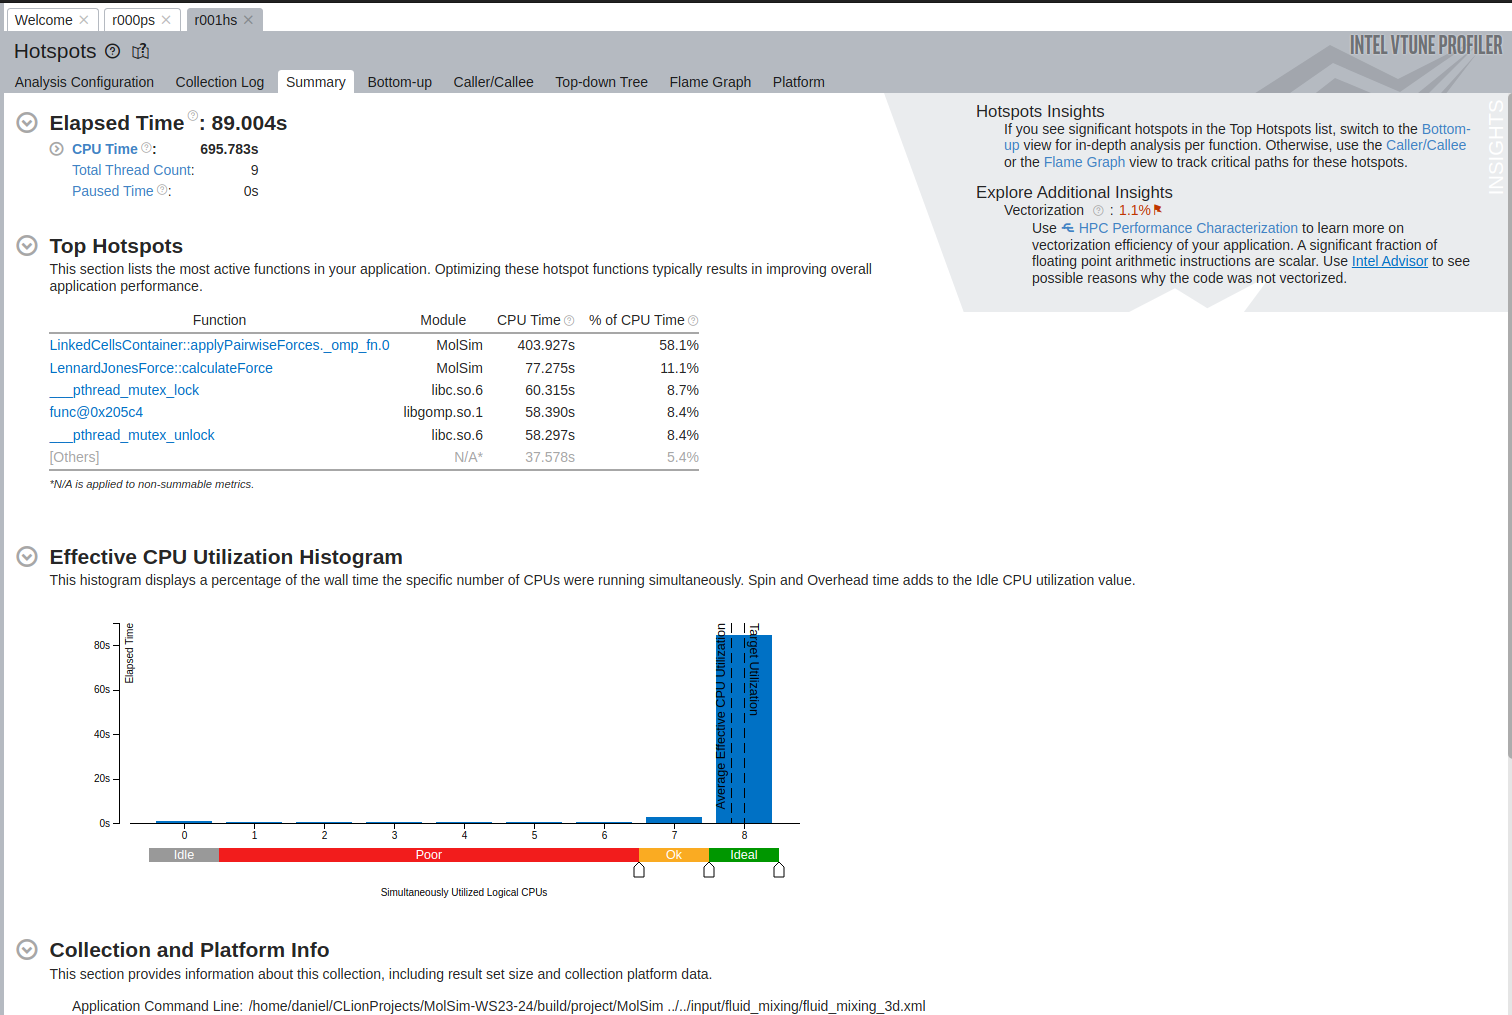 Welcome
r000ps
r001hs
Hotspots
INTEL VTUNE PROFILER
Analysis Configuration Collection Log Summary Bottom-up Caller/Callee Top-down Tree Flame Graph Platform
Elapsed Time: 89.004s
CPU Time: 695.783s
Total Thread Count: 9
Paused Time: 0s
Hotspots Insights
If you see significant hotspots in the Top Hotspots list, switch to the Bottom-
up view for in-depth analysis per function. Otherwise, use the Caller/Callee
or the Flame Graph view to track critical paths for these hotspots.
Explore Additional Insights
Vectorization : 1.1%
Use HPC Performance Characterization to learn more on
vectorization efficiency of your application. A significant fraction of
floating point arithmetic instructions are scalar. Use Intel Advisor to see
possible reasons why the code was not vectorized.
INSIGHTS
Top Hotspots
This section lists the most active functions in your application. Optimizing these hotspot functions typically results in improving overall
application performance.
Function Module CPU Time % of CPU Time
LinkedCellsContainer::applyPairwiseForces._omp_fn.0 MolSim 403.927s 58.1%
LennardJonesForce::calculateForce MolSim 77.275s 11.1%
___pthread_mutex_lock libc.so.6 60.315s 8.7%
func@0x205c4 libgomp.so.1 58.390s 8.4%
___pthread_mutex_unlock libc.so.6 58.297s 8.4%
[Others] N/A* 37.578s 5.4%
*N/A is applied to non-summable metrics.
Effective CPU Utilization Histogram
This histogram displays a percentage of the wall time the specific number of CPUs were running simultaneously. Spin and Overhead time adds to the Idle CPU utilization value.
Elapsed Time
80s
60s
40s
20s
0s
Average Effective CPU Utilization
Target Utilization
0 1 2 3 4 5 6 7 8
Idle Poor Ok Ideal
Simultaneously Utilized Logical CPUs
Collection and Platform Info
This section provides information about this collection, including result set size and collection platform data.
Application Command Line: /home/daniel/CLionProjects/MolSim-WS23-24/build/project/MolSim ../../input/fluid_mixing/fluid_mixing_3d.xml